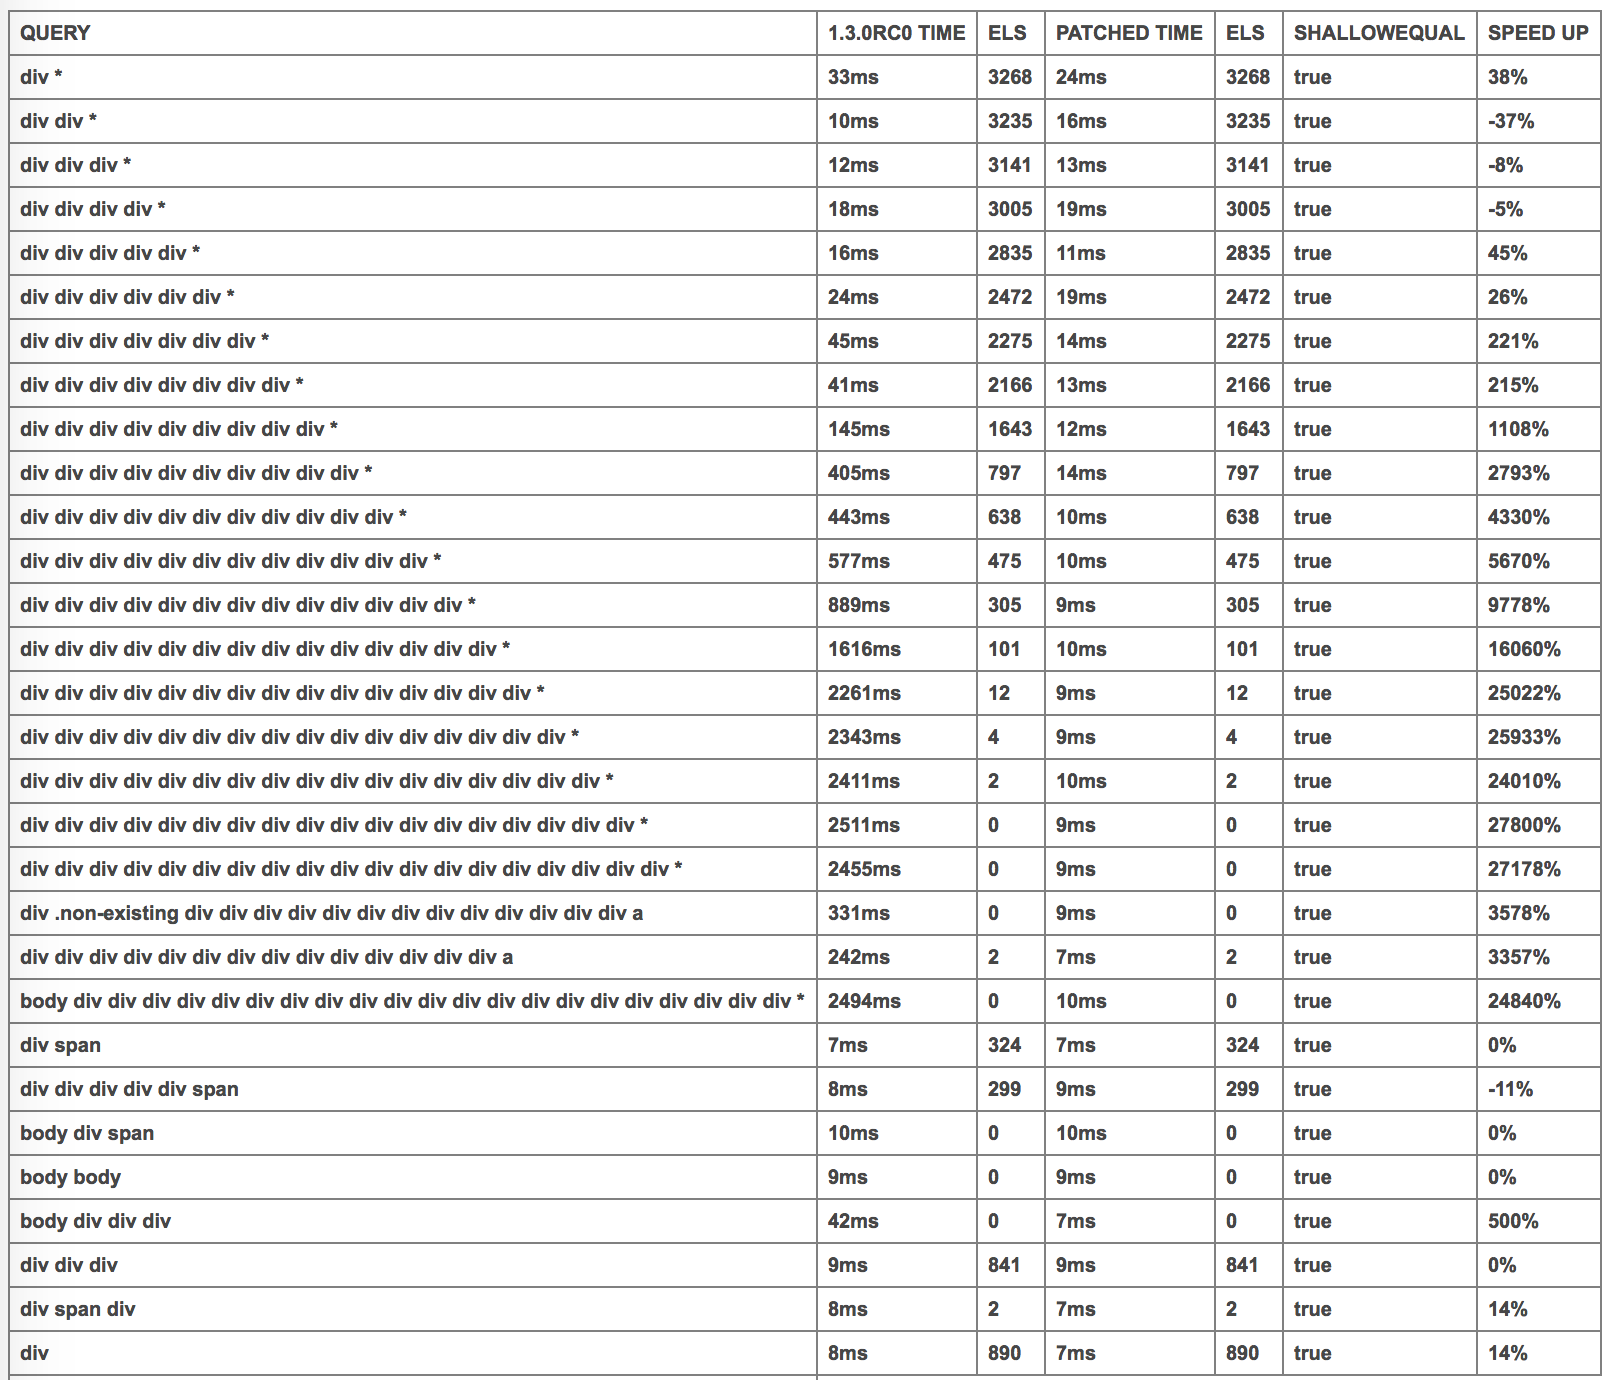 QUERY 1.3.0RC0 TIME ELS PATCHED TIME ELS SHALLOWEQUAL SPEED UP
div * 33ms 3268 24ms 3268 true 38%
div div * 10ms 3235 16ms 3235 true -37%
div div div * 12ms 3141 13ms 3141 true -8%
div div div div * 18ms 3005 19ms 3005 true -5%
div div div div div * 16ms 2835 11ms 2835 true 45%
div div div div div div * 24ms 2472 19ms 2472 true 26%
div div div div div div div * 45ms 2275 14ms 2275 true 221%
div div div div div div div div * 41ms 2166 13ms 2166 true 215%
div div div div div div div div div * 145ms 1643 12ms 1643 true 1108%
div div div div div div div div div div * 405ms 797 14ms 797 true 2793%
div div div div div div div div div div div * 443ms 638 10ms 638 true 4330%
div div div div div div div div div div div div * 577ms 475 10ms 475 true 5670%
div div div div div div div div div div div div div * 889ms 305 9ms 305 true 9778%
div div div div div div div div div div div div div div * 1616ms 101 10ms 101 true 16060%
div div div div div div div div div div div div div div div * 2261ms 12 9ms 12 true 25022%
div div div div div div div div div div div div div div div div * 2343ms 4 9ms 4 true 25933%
div div div div div div div div div div div div div div div div div * 2411ms 2 10ms 2 true 24010%
div div div div div div div div div div div div div div div div div div * 2511ms 0 9ms 0 true 27800%
div div div div div div div div div div div div div div div div div div div * 2455ms 0 9ms 0 true 27178%
div .non-existing div div div div div div div div div div div div div a 331ms 0 9ms 0 true 3578%
div div div div div div div div div div div div div div a 242ms 2 7ms 2 true 3357%
body div div div div div div div div div div div div div div div div div div div div div * 2494ms 0 10ms 0 true 24840%
div span 7ms 324 7ms 324 true 0%
div div div div div span 8ms 299 9ms 299 true -11%
body div span 10ms 0 10ms 0 true 0%
body body 9ms 0 9ms 0 true 0%
body div div div 42ms 0 7ms 0 true 500%
div div div 9ms 841 9ms 841 true 0%
div span div 8ms 2 7ms 2 true 14%
div 8ms 890 7ms 890 true 14%